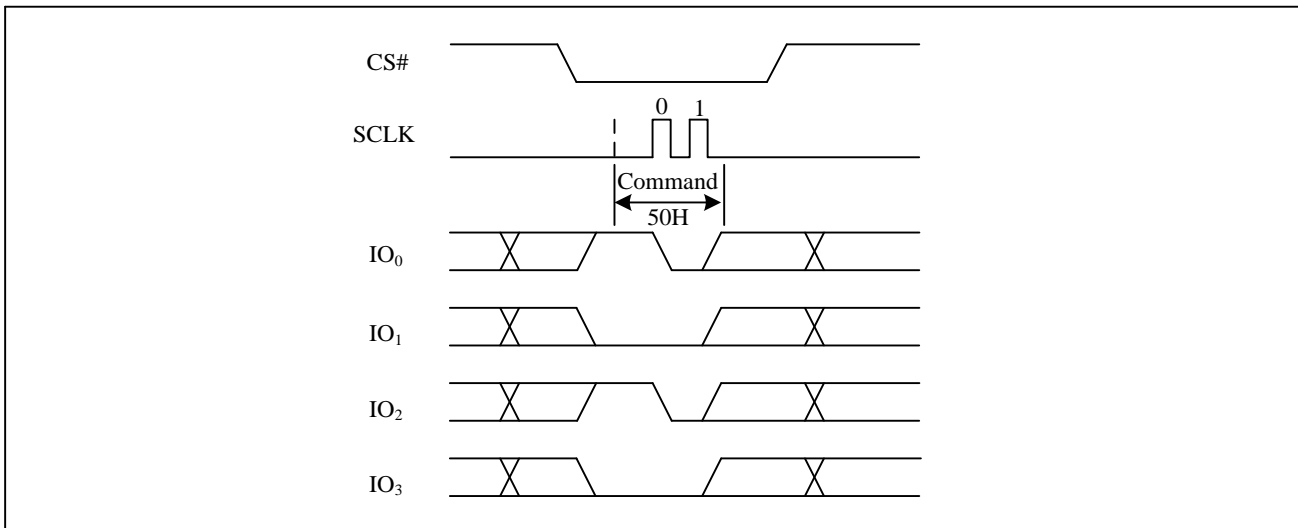 CS#
0 1
SCLK
Command
50H
IO0
IO1
IO2
IO3